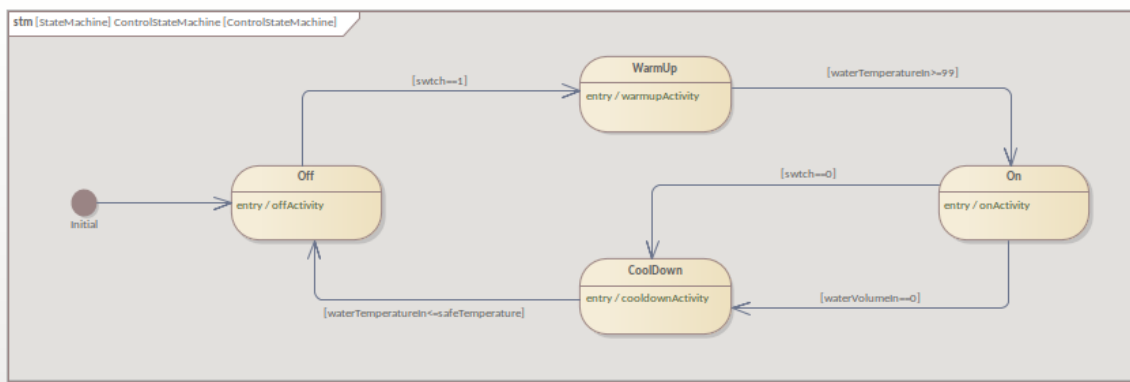 stm [StateMachine] ControlStateMachine [ControlStateMachine]
WarmUp
entry / warmupActivity
[swtch==1]
[waterTemperatureIn>=99]
Off
entry / offActivity
Initial
[swtch==0]
On
entry / onActivity
CoolDown
entry / cooldownActivity
[waterVolumeIn==0]
[waterTemperatureIn<=safeTemperature]